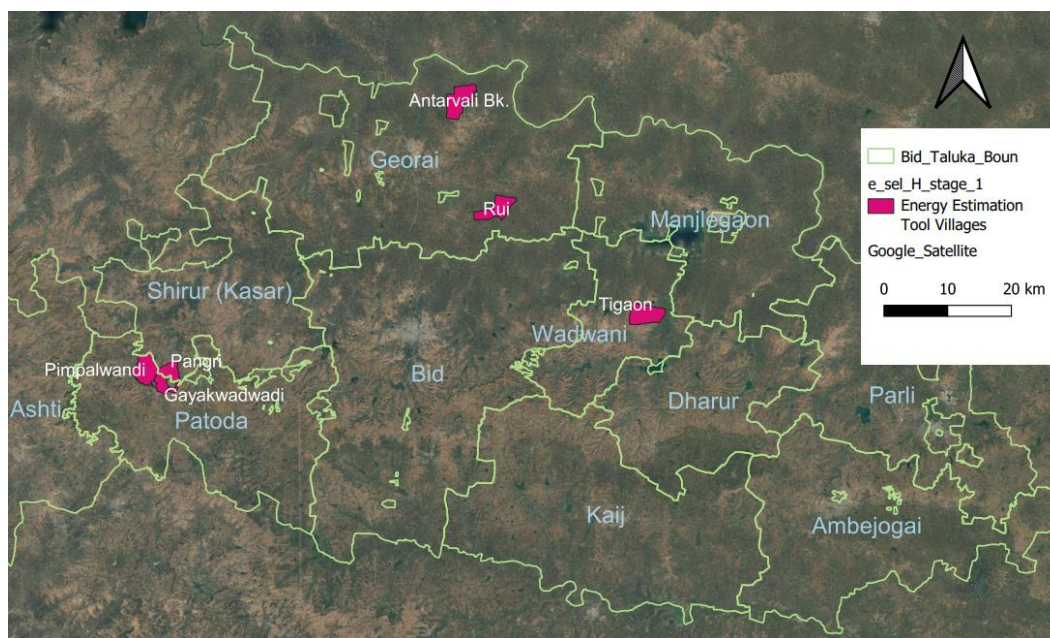 Antarvali Bk.
Georai
Rui
Manjlegaon
Shirur (Kasar)
Tigaon
Wadwani
Pimpalwandi
Pangri
Gayakwadwadi
Bid
Ashti
Patoda
Dharur
Parli
Kaij
Ambejogai
Bid_Taluka_Boun
e_sel_H_stage_1
Energy Estimation
Tool Villages
Google_Satellite
0 10 20 km